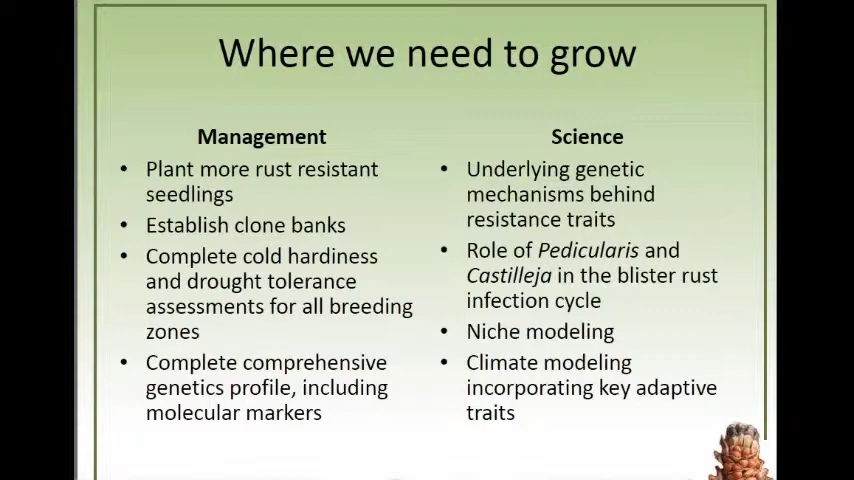 Where we need to grow
Management
• Plant more rust resistant
seedlings
• Establish clone banks
• Complete cold hardiness
and drought tolerance
assessments for all breeding
zones
• Complete comprehensive
genetics profile, including
molecular markers
Science
• Underlying genetic
mechanisms behind
resistance traits
• Role of Pedicularis and
Castilleja in the blister rust
infection cycle
• Niche modeling
• Climate modeling
incorporating key adaptive
traits